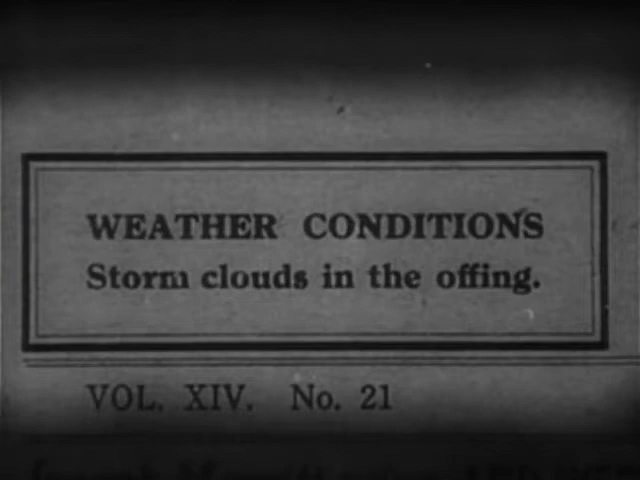 WEATHER CONDITIONS
Storm clouds in the offing.
VOL. XIV. No. 21